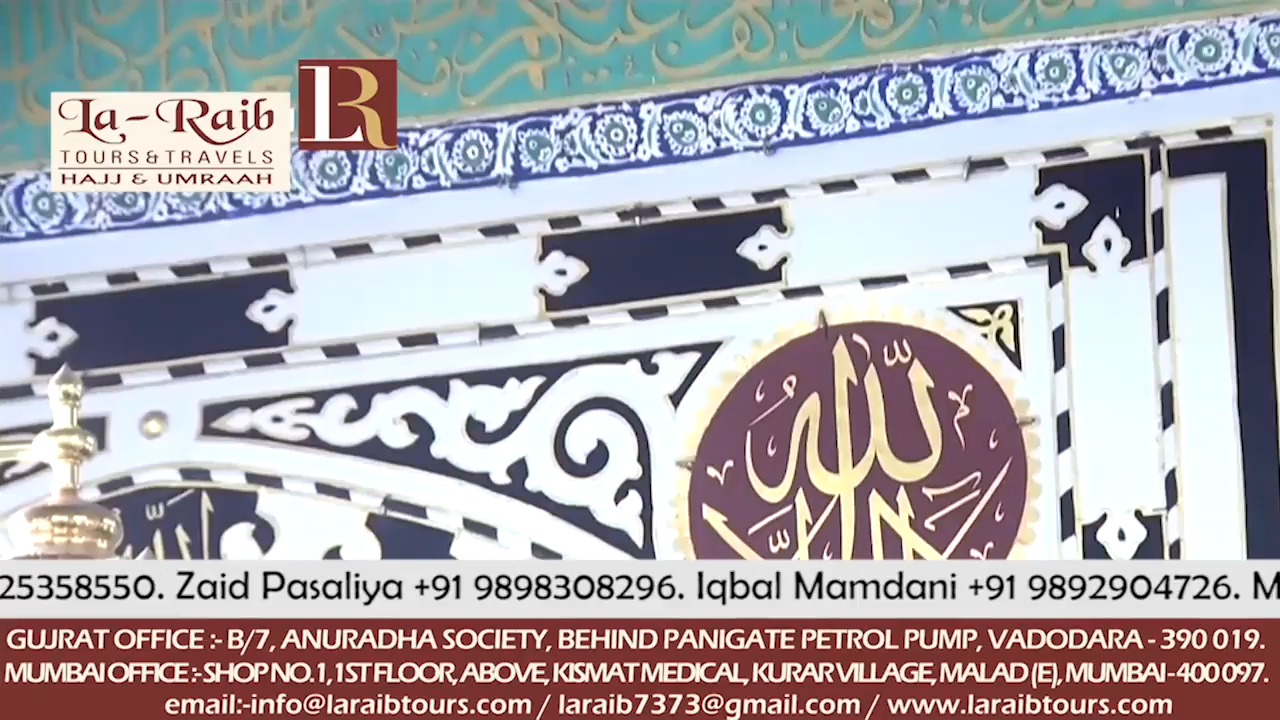 La-Raib
TOURS & TRAVELS
HAJJ & UMRAAH
LR
الله
25358550. Zaid Pasaliya +91 9898308296. Iqbal Mamdani +91 9892904726. M
GUJRAT OFFICE :- B/7, ANURADHA SOCIETY, BEHIND PANIGATE PETROL PUMP, VADODARA - 390 019.
MUMBAI OFFICE :- SHOP NO. 1, 1ST FLOOR, ABOVE, KISMAT MEDICAL, KURAR VILLAGE, MALAD (E), MUMBAI - 400 097.
email:-info@laraibtours.com / laraib7373@gmail.com / www.laraibtours.com